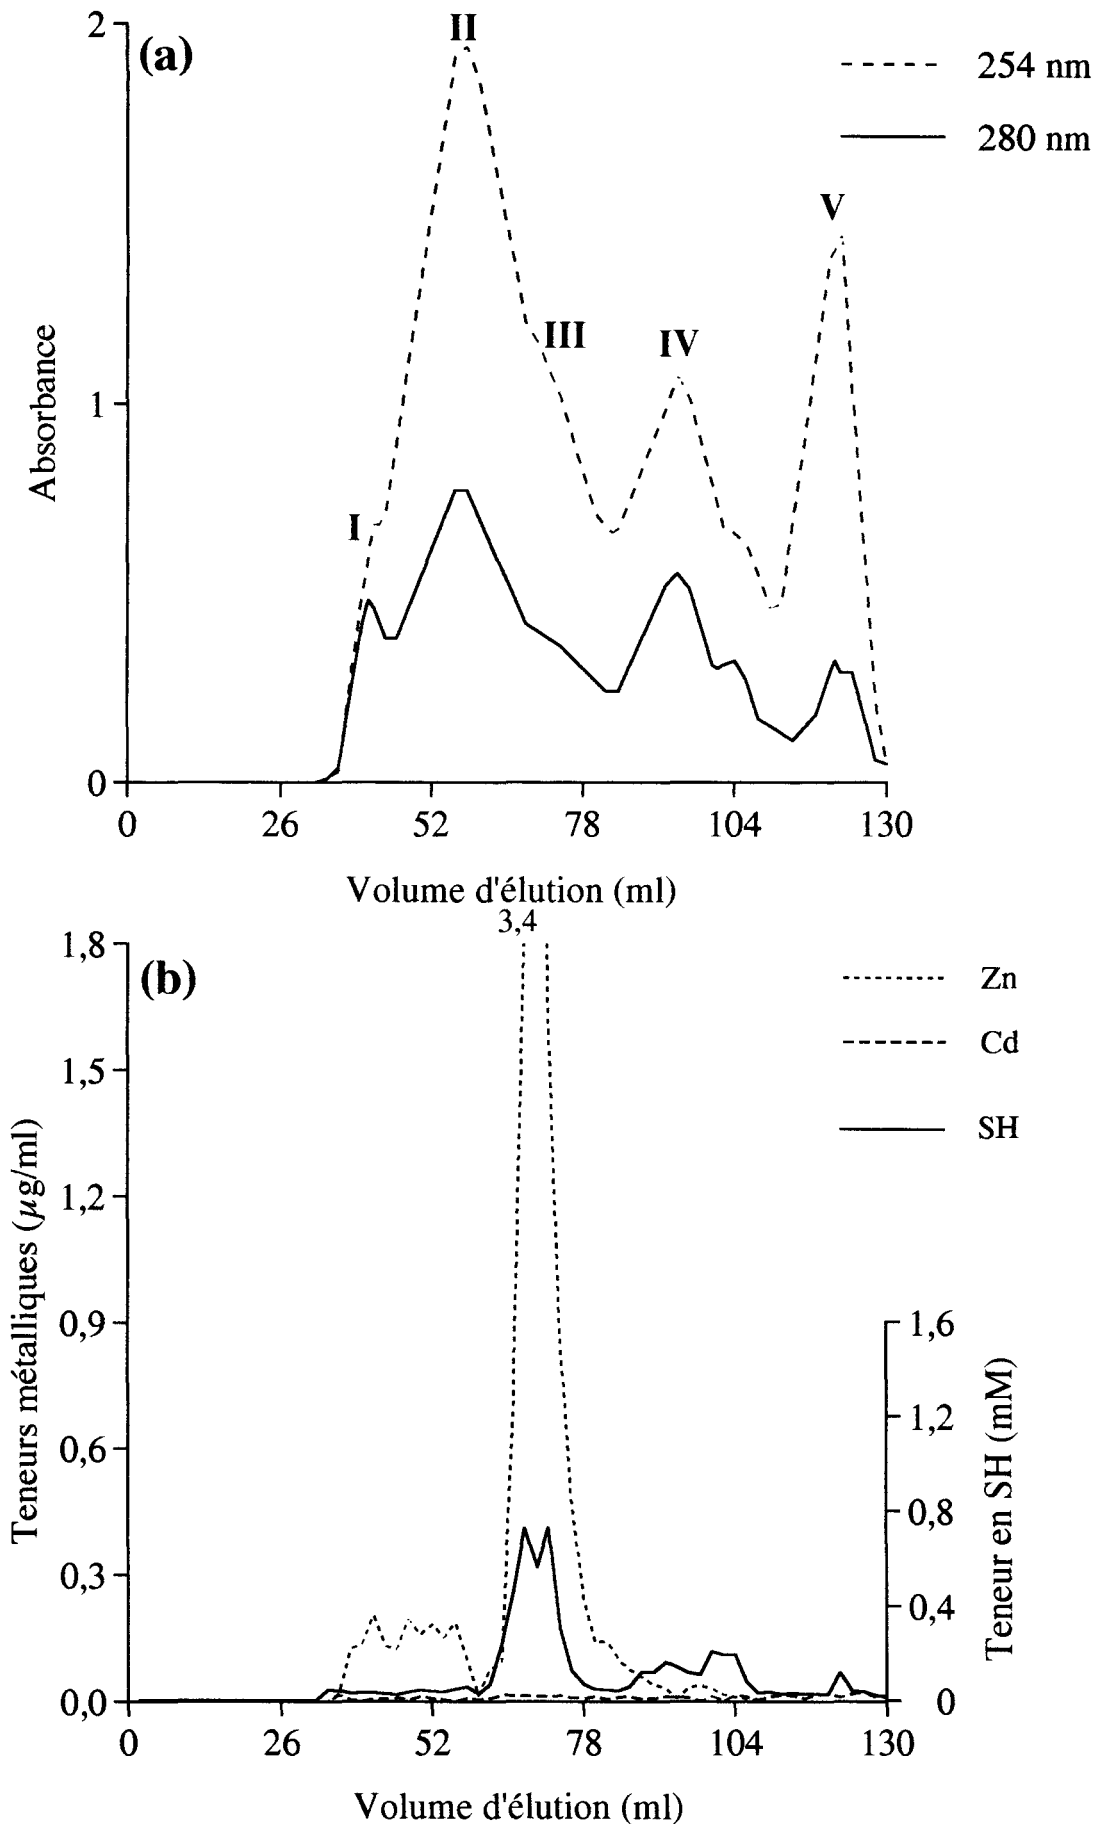 2
(a)
II
254 nm
280 nm
V
III
IV
1
I
Absorbance
0
0 26 52 78 104 130
Volume d'élution (ml)
3,4
1,8
(b)
Zn
Cd
SH
1,5
1,2
0,9
0,6
0,3
0,0
Teneurs métalliques (µg/ml)
1,6
1,2
0,8
0,4
0
Teneur en SH (mM)
0 26 52 78 104 130
Volume d'élution (ml)